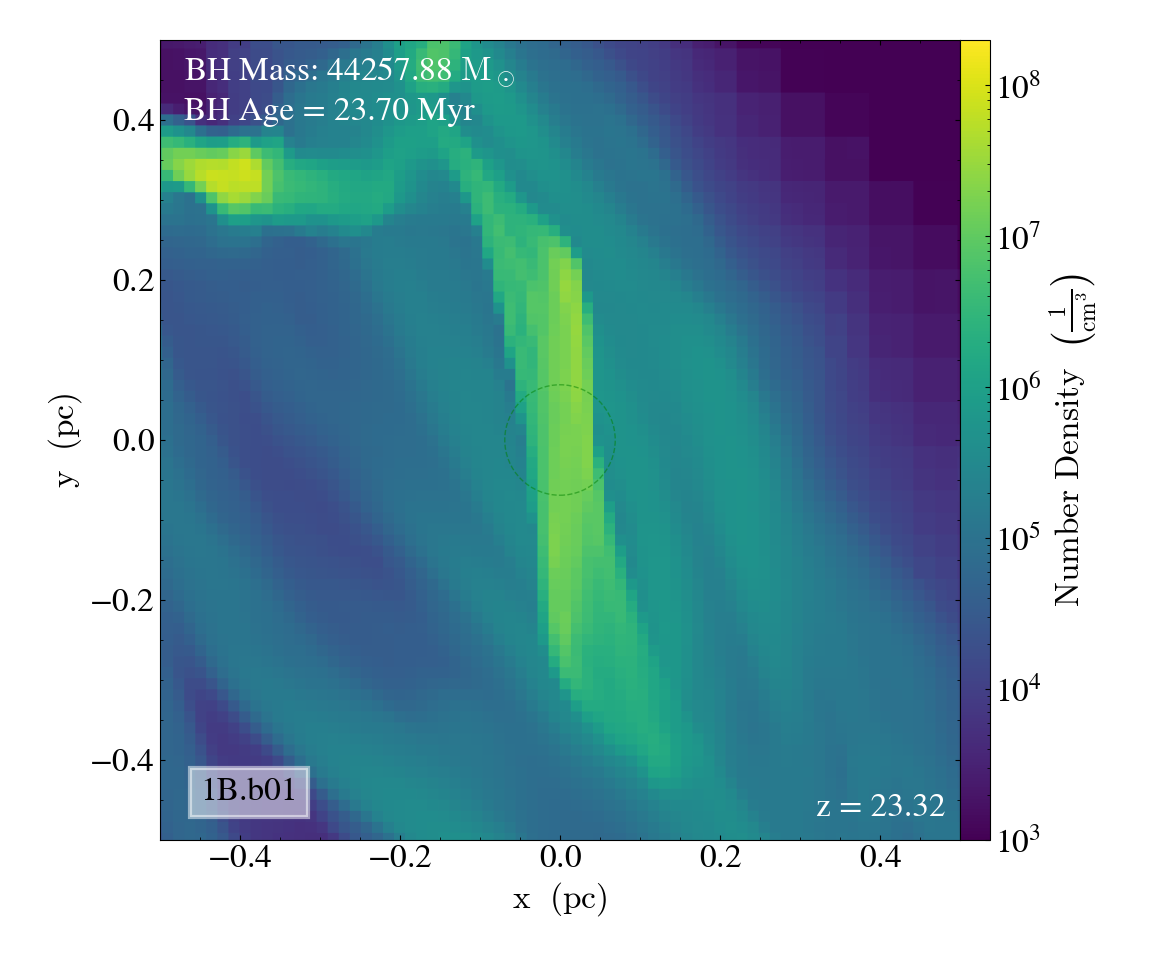 BH Mass: 44257.88 M⊙
BH Age = 23.70 Myr
0.4
0.2
0.0
−0.2
−0.4
y (pc)
1B.b01
z = 23.32
−0.4 −0.2 0.0 0.2 0.4
x (pc)
10^8
10^7
10^6
10^5
10^4
10^3
Number Density (1/cm^3)